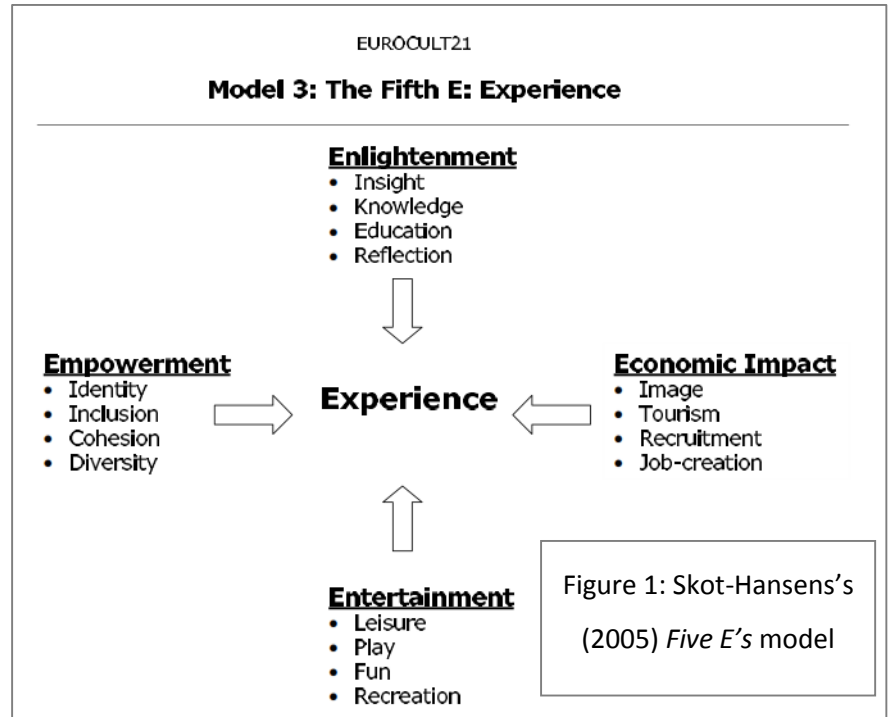 EUROCULT21
Model 3: The Fifth E: Experience
Enlightenment
• Insight
• Knowledge
• Education
• Reflection
Empowerment
• Identity
• Inclusion
• Cohesion
• Diversity
Experience
Economic Impact
• Image
• Tourism
• Recruitment
• Job-creation
Entertainment
• Leisure
• Play
• Fun
• Recreation
Figure 1: Skot-Hansens's
(2005) Five E's model